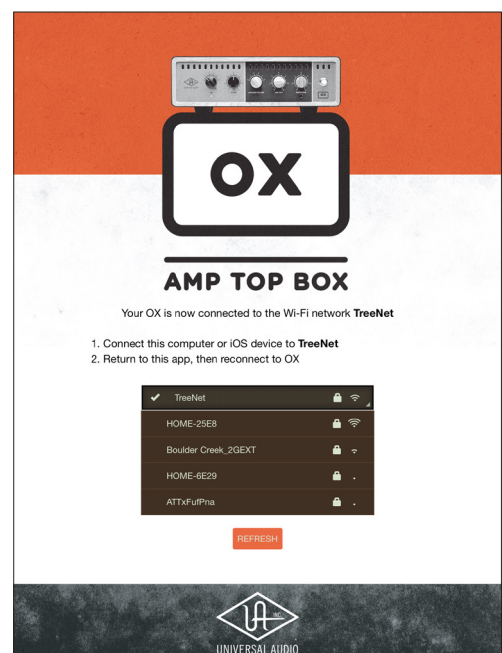 OX
AMP TOP BOX
Your OX is now connected to the Wi-Fi network TreeNet
1. Connect this computer or iOS device to TreeNet
2. Return to this app, then reconnect to OX
TreeNet
HOME-25E8
Boulder Creek_2GEXT
HOME-6E29
ATTxFufPna
REFRESH
UA INC.
UNIVERSAL AUDIO